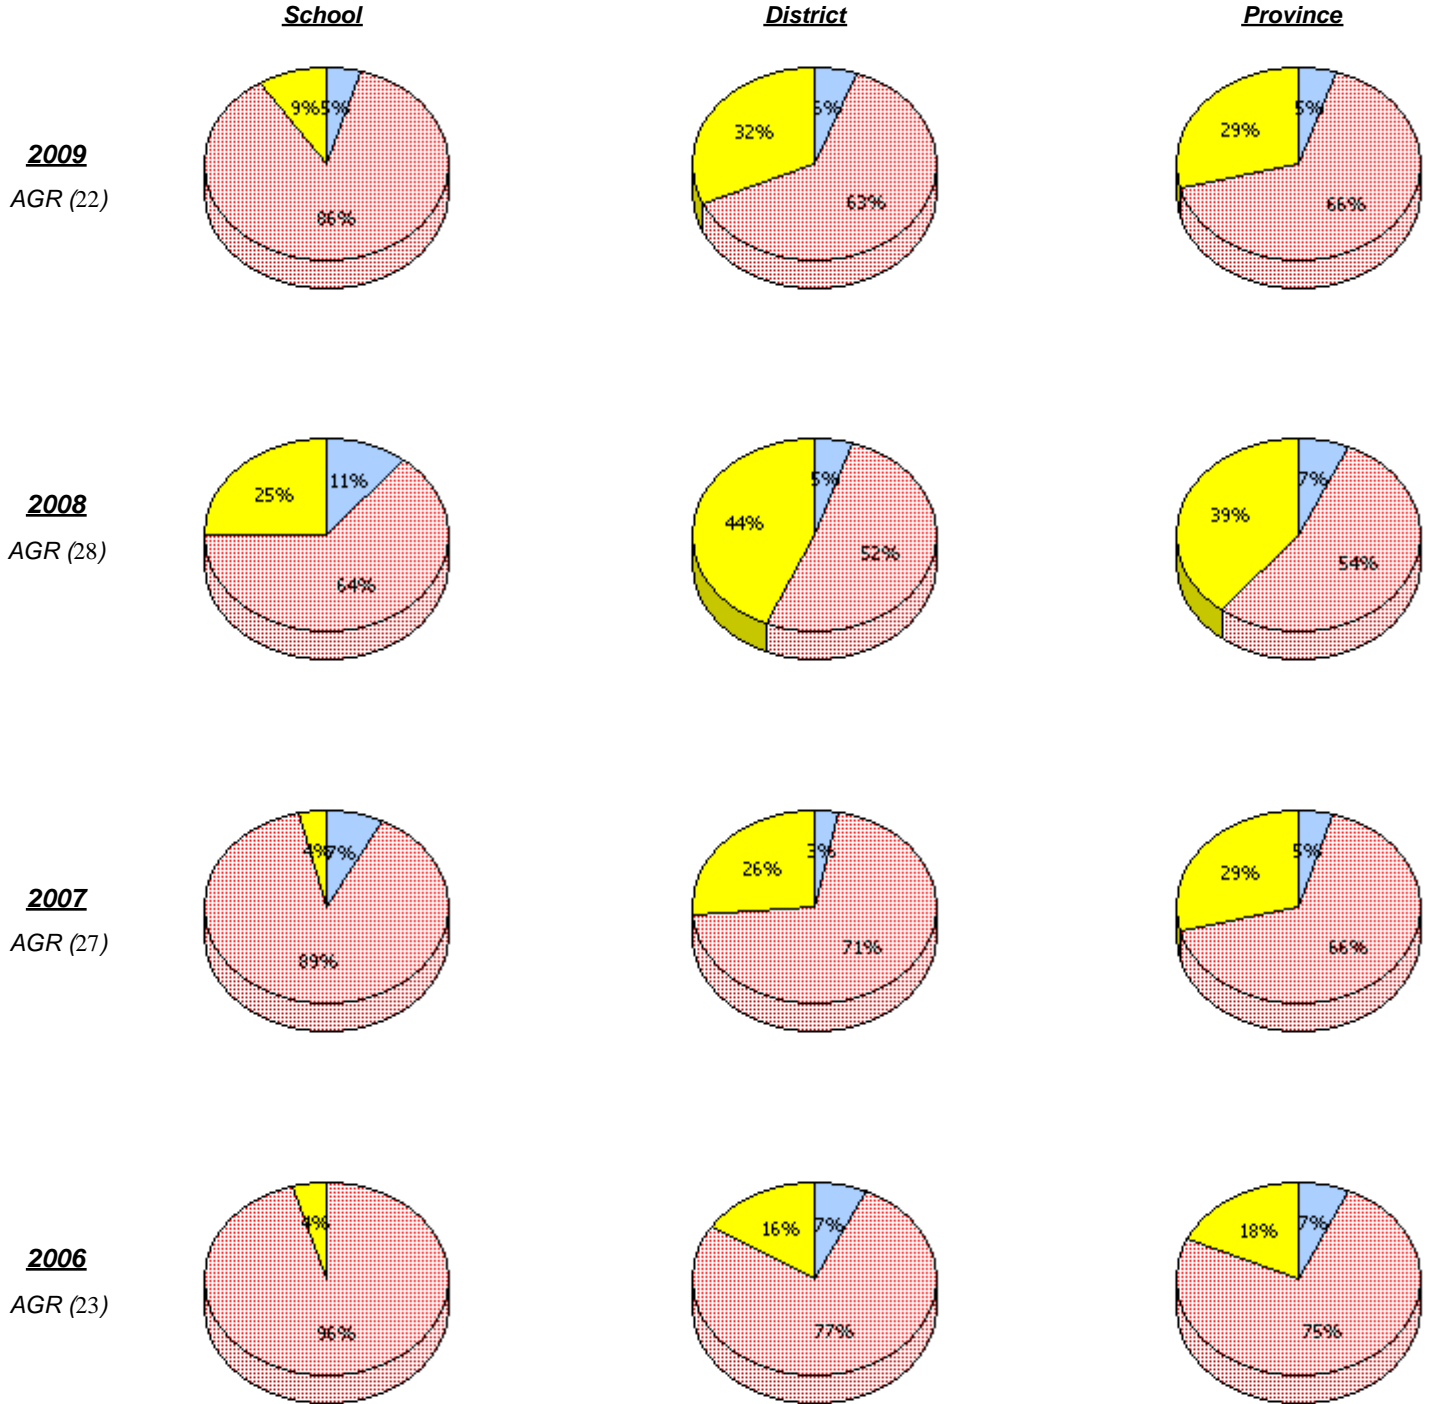 School District Province
9% 5% 32% 5% 29% 5%
2009
AGR (22)
86% 63% 66%
25% 11% 44% 5% 39% 7%
2008
AGR (28)
64% 52% 54%
4% 7% 26% 3% 29% 5%
2007
AGR (27)
89% 71% 66%
4% 16% 7% 18% 7%
2006
AGR (23)
96% 77% 75%